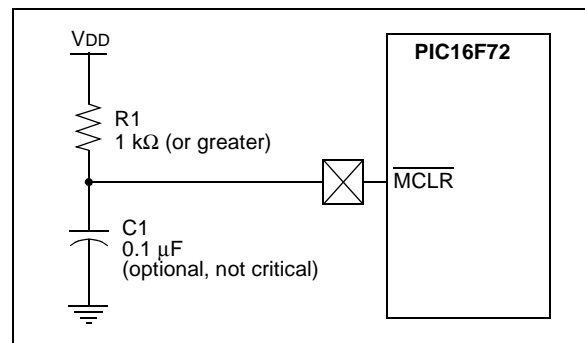 VDD
PIC16F72
R1
1 kΩ (or greater)
MCLR
C1
0.1 μF
(optional, not critical)